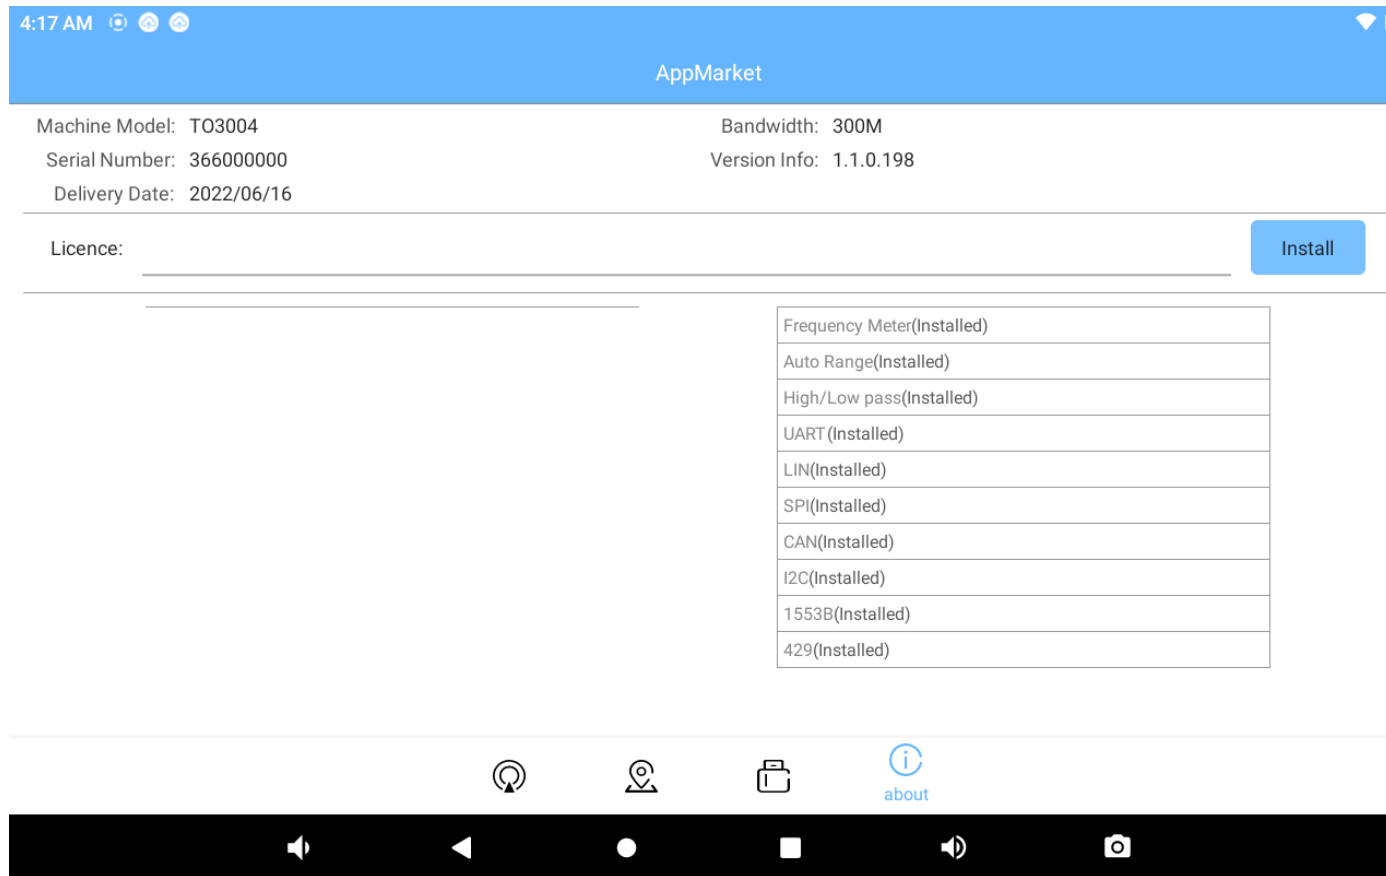 4:17 AM
AppMarket
Machine Model: TO3004
Bandwidth: 300M
Serial Number: 366000000
Version Info: 1.1.0.198
Delivery Date: 2022/06/16
Licence:
Install
Frequency Meter(Installed)
Auto Range(Installed)
High/Low pass(Installed)
UART(Installed)
LIN(Installed)
SPI(Installed)
CAN(Installed)
I2C(Installed)
1553B(Installed)
429(Installed)
about